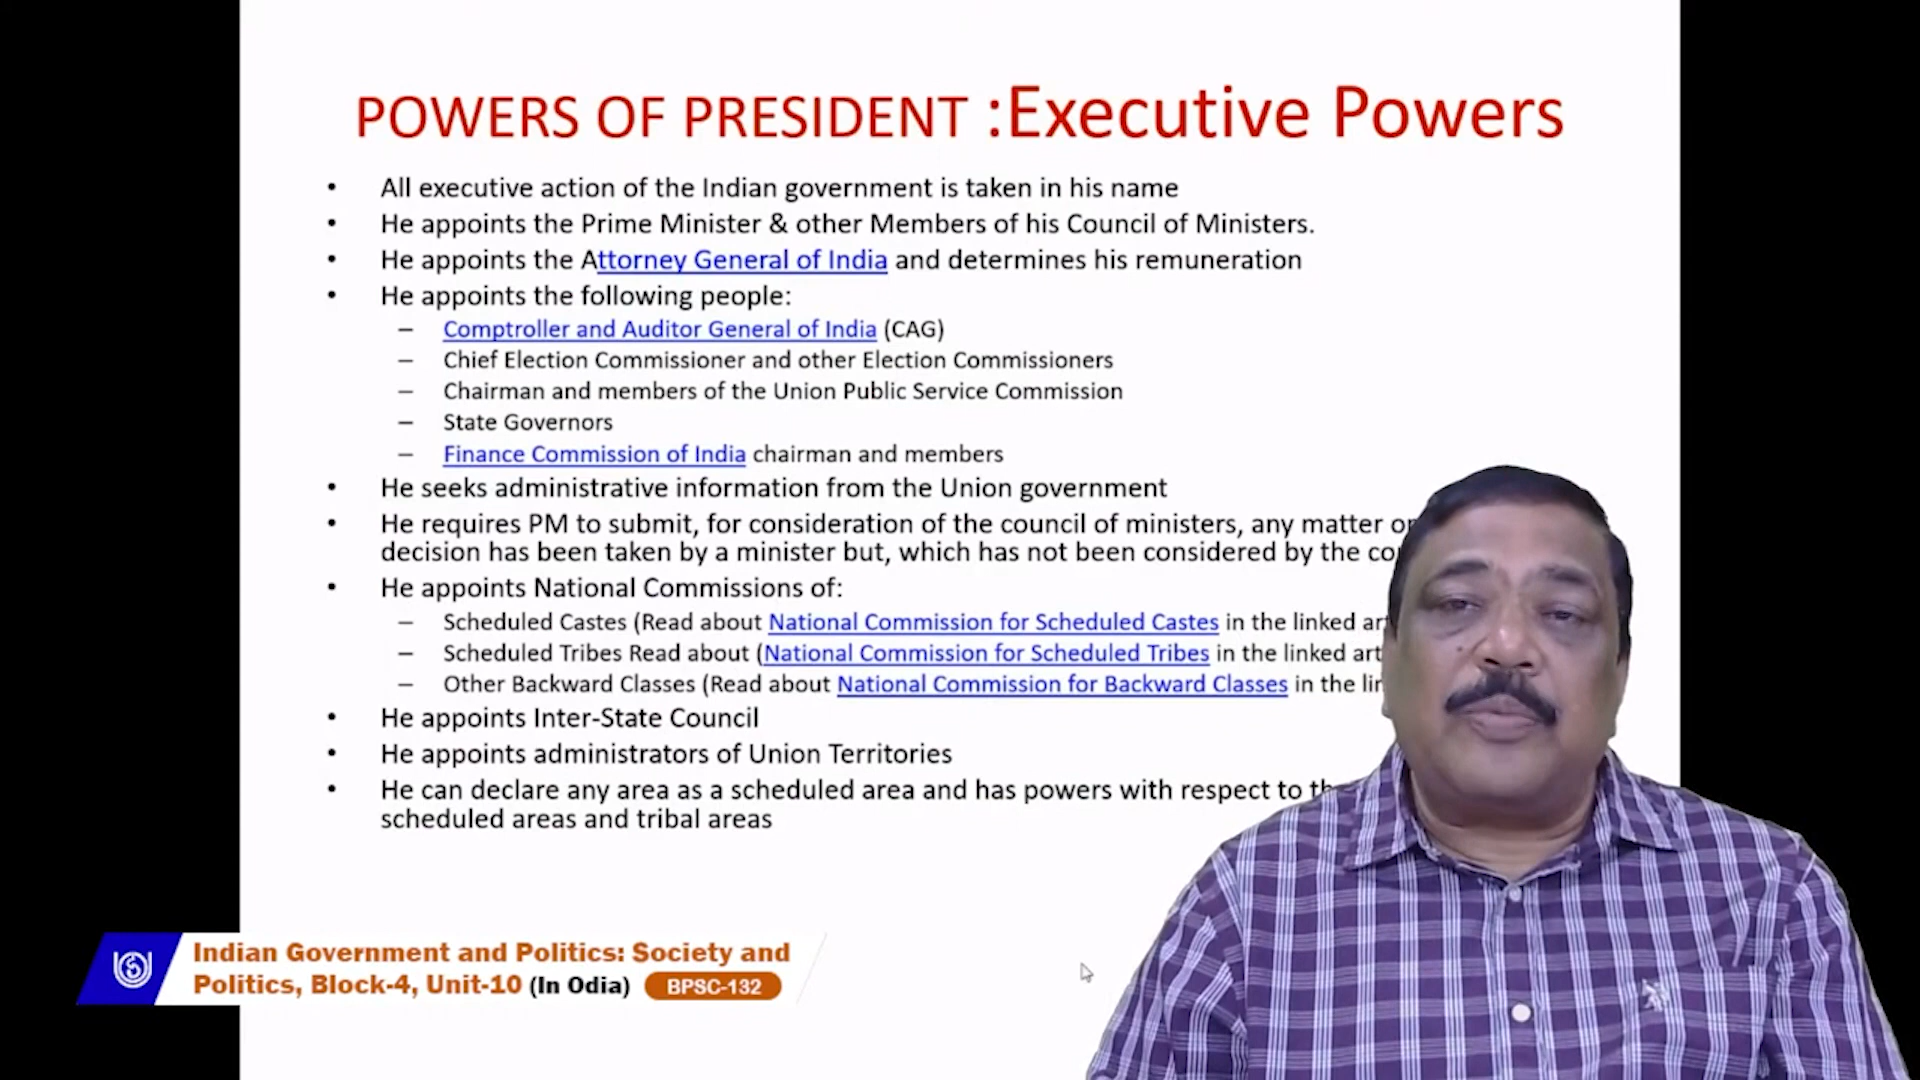 POWERS OF PRESIDENT :Executive Powers
• All executive action of the Indian government is taken in his name
• He appoints the Prime Minister & other Members of his Council of Ministers.
• He appoints the Attorney General of India and determines his remuneration
• He appoints the following people:
– Comptroller and Auditor General of India (CAG)
– Chief Election Commissioner and other Election Commissioners
– Chairman and members of the Union Public Service Commission
– State Governors
– Finance Commission of India chairman and members
• He seeks administrative information from the Union government
• He requires PM to submit, for consideration of the council of ministers, any matter
decision has been taken by a minister but, which has not been considered by the
• He appoints National Commissions of:
– Scheduled Castes (Read about National Commission for Scheduled Castes in the linked
– Scheduled Tribes Read about (National Commission for Scheduled Tribes in the linked
– Other Backward Classes (Read about National Commission for Backward Classes in the
• He appoints Inter-State Council
• He appoints administrators of Union Territories
• He can declare any area as a scheduled area and has powers with respect to
scheduled areas and tribal areas
Indian Government and Politics: Society and
Politics, Block-4, Unit-10 (In Odia) BPSC-132